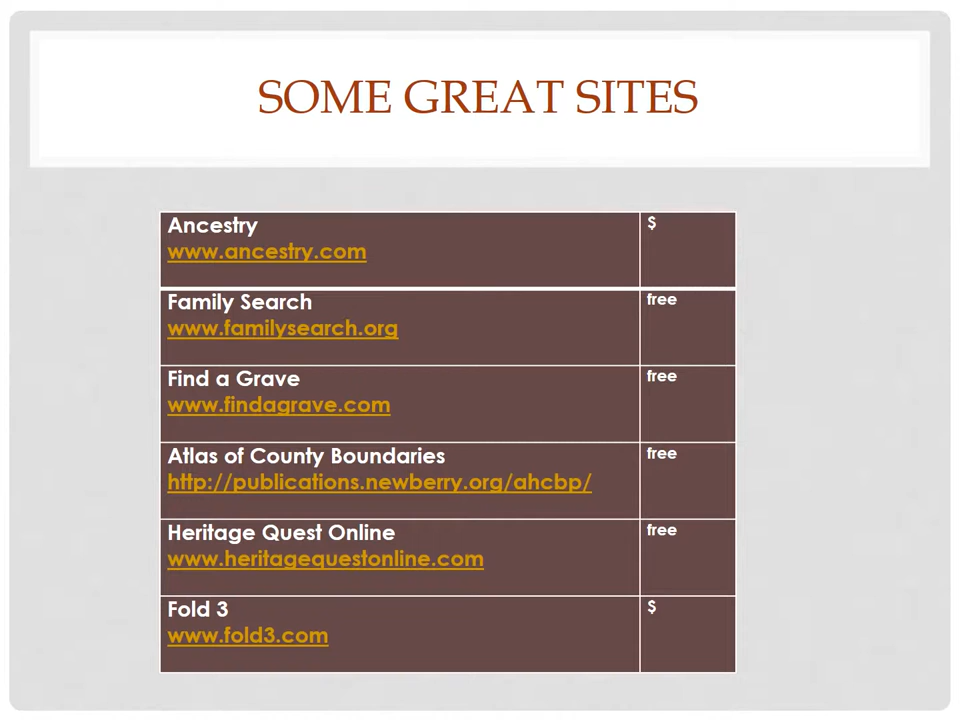 SOME GREAT SITES
Ancestry
$
www.ancestry.com
Family Search
free
www.familysearch.org
Find a Grave
free
www.findagrave.com
Atlas of County Boundaries
free
http://publications.newberry.org/ahcbp/
Heritage Quest Online
free
www.heritagequestonline.com
Fold 3
$
www.fold3.com